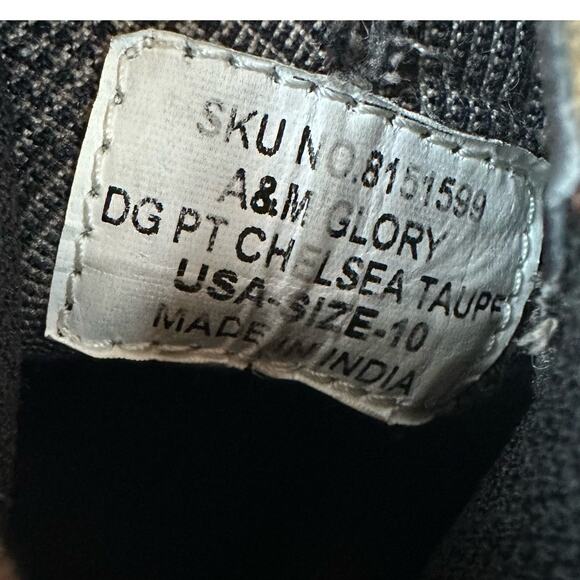 SKU NO.8151599
A&M GLORY
DG PT CHELSEA TAUPE
USA-SIZE-10
MADE IN INDIA